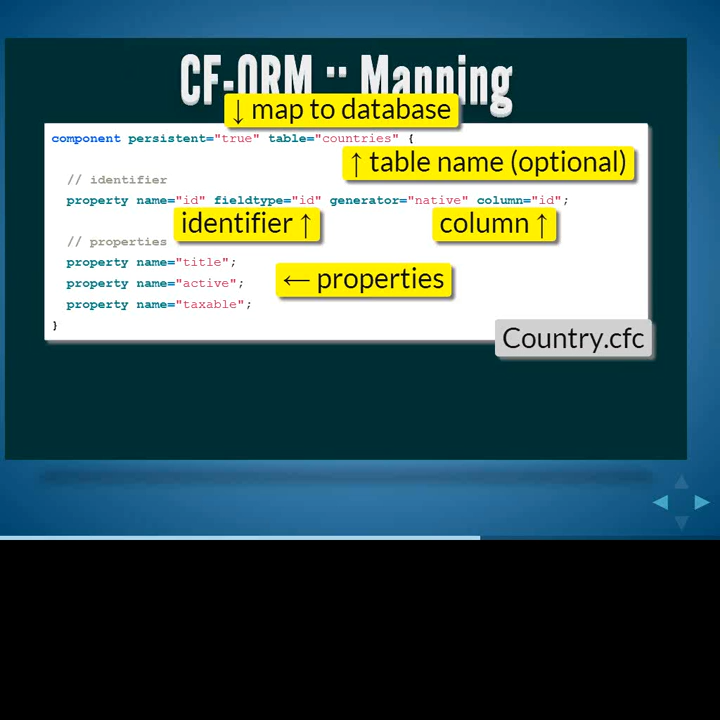 CF-ORM :: Mapping
↓ map to database
component persistent="true" table="countries" {
↑ table name (optional)
// identifier
property name="id" fieldtype="id" generator="native" column="id";
identifier ↑ column ↑
// properties
property name="title";
property name="active"; ← properties
property name="taxable";
}
Country.cfc